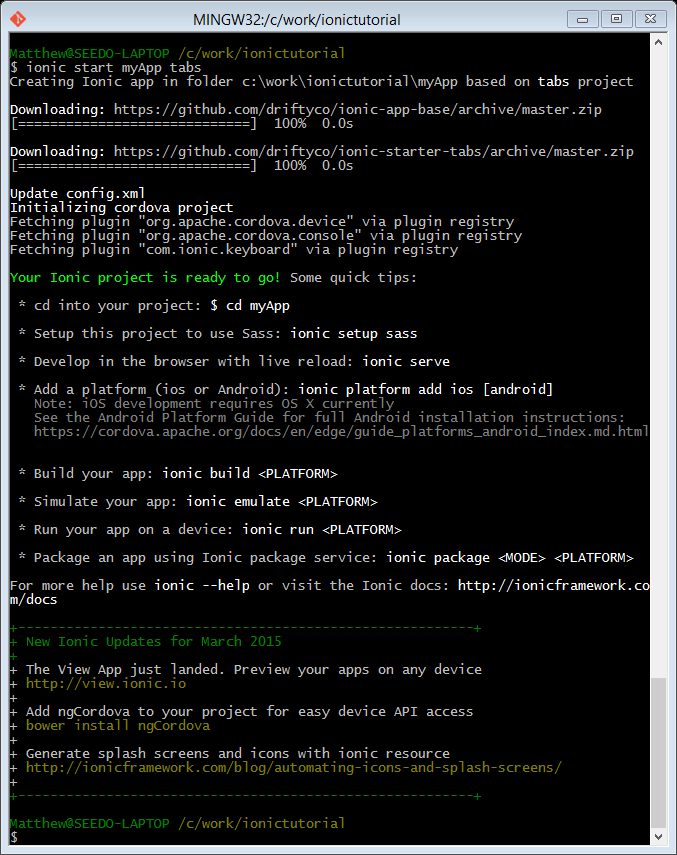 MINGW32:/c/work/ionictutorial
Matthew@SEEDO-LAPTOP /c/work/ionictutorial
$ ionic start myApp tabs
Creating Ionic app in folder c:\work\ionictutorial\myApp based on tabs project
Downloading: https://github.com/driftyco/ionic-app-base/archive/master.zip
[=============================]  100%  0.0s
Downloading: https://github.com/driftyco/ionic-starter-tabs/archive/master.zip
[=============================]  100%  0.0s
Update config.xml
Initializing cordova project
Fetching plugin "org.apache.cordova.device" via plugin registry
Fetching plugin "org.apache.cordova.console" via plugin registry
Fetching plugin "com.ionic.keyboard" via plugin registry
Your Ionic project is ready to go! Some quick tips:
* cd into your project: $ cd myApp
* Setup this project to use Sass: ionic setup sass
* Develop in the browser with live reload: ionic serve
* Add a platform (ios or Android): ionic platform add ios [android]
Note: iOS development requires OS X currently
See the Android Platform Guide for full Android installation instructions:
https://cordova.apache.org/docs/en/edge/guide_platforms_android_index.md.html
* Build your app: ionic build <PLATFORM>
* Simulate your app: ionic emulate <PLATFORM>
* Run your app on a device: ionic run <PLATFORM>
* Package an app using Ionic package service: ionic package <MODE> <PLATFORM>
For more help use ionic --help or visit the Ionic docs: http://ionicframework.co
m/docs
+---------------------------------------------------------+
+ New Ionic Updates for March 2015
+
+ The View App just landed. Preview your apps on any device
+ http://view.ionic.io
+
+ Add ngCordova to your project for easy device API access
+ bower install ngCordova
+
+ Generate splash screens and icons with ionic resource
+ http://ionicframework.com/blog/automating-icons-and-splash-screens/
+
+---------------------------------------------------------+
Matthew@SEEDO-LAPTOP /c/work/ionictutorial
$